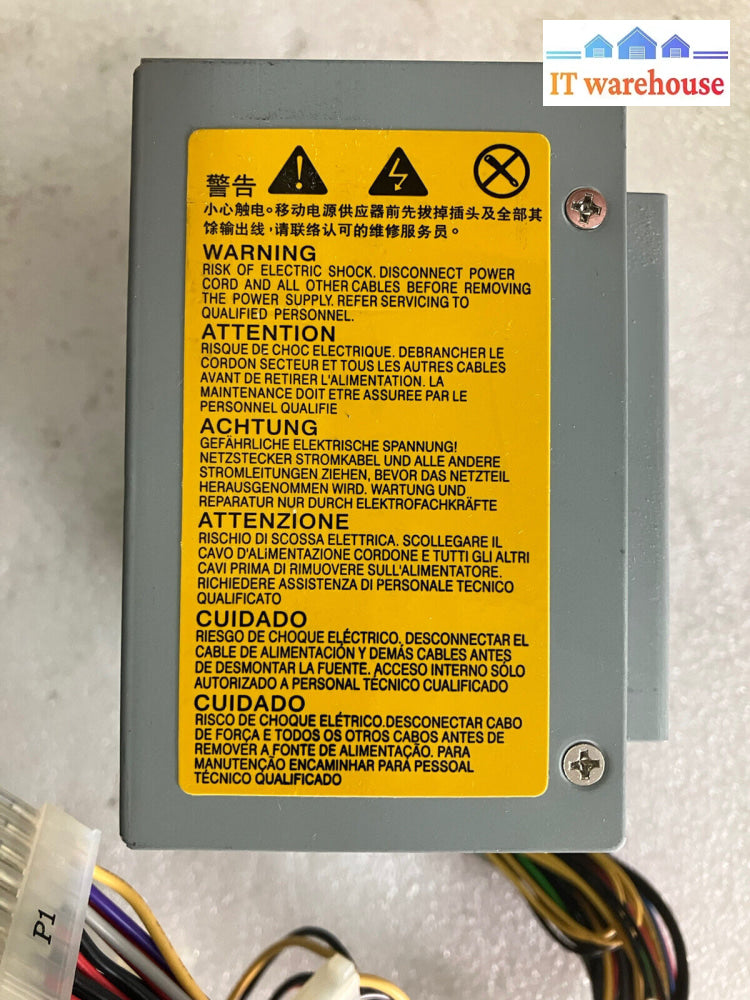 IT warehouse
警告
小心触电。移动电源供应器前先拔掉插头及全部其
馀输出线，请联络认可的维修服务员。
WARNING
RISK OF ELECTRIC SHOCK. DISCONNECT POWER
CORD AND ALL OTHER CABLES BEFORE REMOVING
THE POWER SUPPLY. REFER SERVICING TO
QUALIFIED PERSONNEL.
ATTENTION
RISQUE DE CHOC ELECTRIQUE. DEBRANCHER LE
CORDON SECTEUR ET TOUS LES AUTRES CABLES
AVANT DE RETIRER L'ALIMENTATION. LA
MAINTENANCE DOIT ETRE ASSUREE PAR LE
PERSONNEL QUALIFIE
ACHTUNG
GEFÄHRLICHE ELEKTRISCHE SPANNUNG!
NETZSTECKER STROMKABEL UND ALLE ANDERE
STROMLEITUNGEN ZIEHEN, BEVOR DAS NETZTEIL
HERAUSGENOMMEN WIRD. WARTUNG UND
REPARATUR NUR DURCH ELEKTROFACHKRÄFTE
ATTENZIONE
RISCHIO DI SCOSSA ELETTRICA. SCOLLEGARE IL
CAVO D'ALiMENTAZIONE CORDONE E TUTTI GLI ALTRI
CAVI PRIMA DI RIMUOVERE SULL'ALIMENTATORE.
RICHIEDERE ASSISTENZA DI PERSONALE TECNICO
QUALIFICATO
CUIDADO
RIESGO DE CHOQUE ELÉCTRICO. DESCONNECTAR EL
CABLE DE ALIMENTACIÓN Y DEMÁS CABLES ANTES
DE DESMONTAR LA FUENTE. ACCESO INTERNO SÓLO
AUTORIZADO A PERSONAL TÉCNICO CUALIFICADO
CUIDADO
RISCO DE CHOQUE ELÉTRICO.DESCONECTAR CABO
DE FORÇA E TODOS OS OTROS CABOS ANTES DE
REMOVER A FONTE DE ALIMENTAÇÃO. PARA
MANUTENÇÃO ENCAMINHAR PARA PESSOAL
TÉCNICO QUALIFICADO
P1